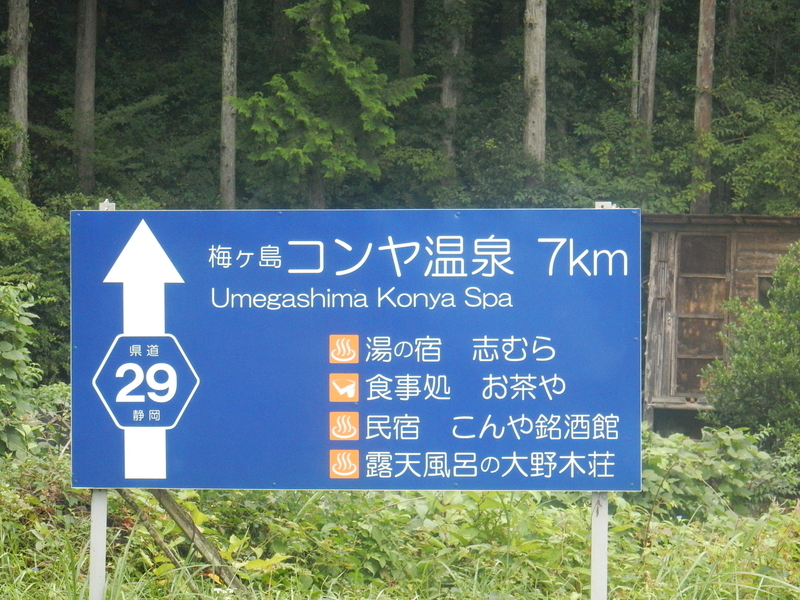 梅ヶ島コンヤ温泉 7km
Umegashima Konya Spa
県道
29
静岡
湯の宿 志むら
食事処 お茶や
民宿 こんや銘酒館
露天風呂の大野木荘